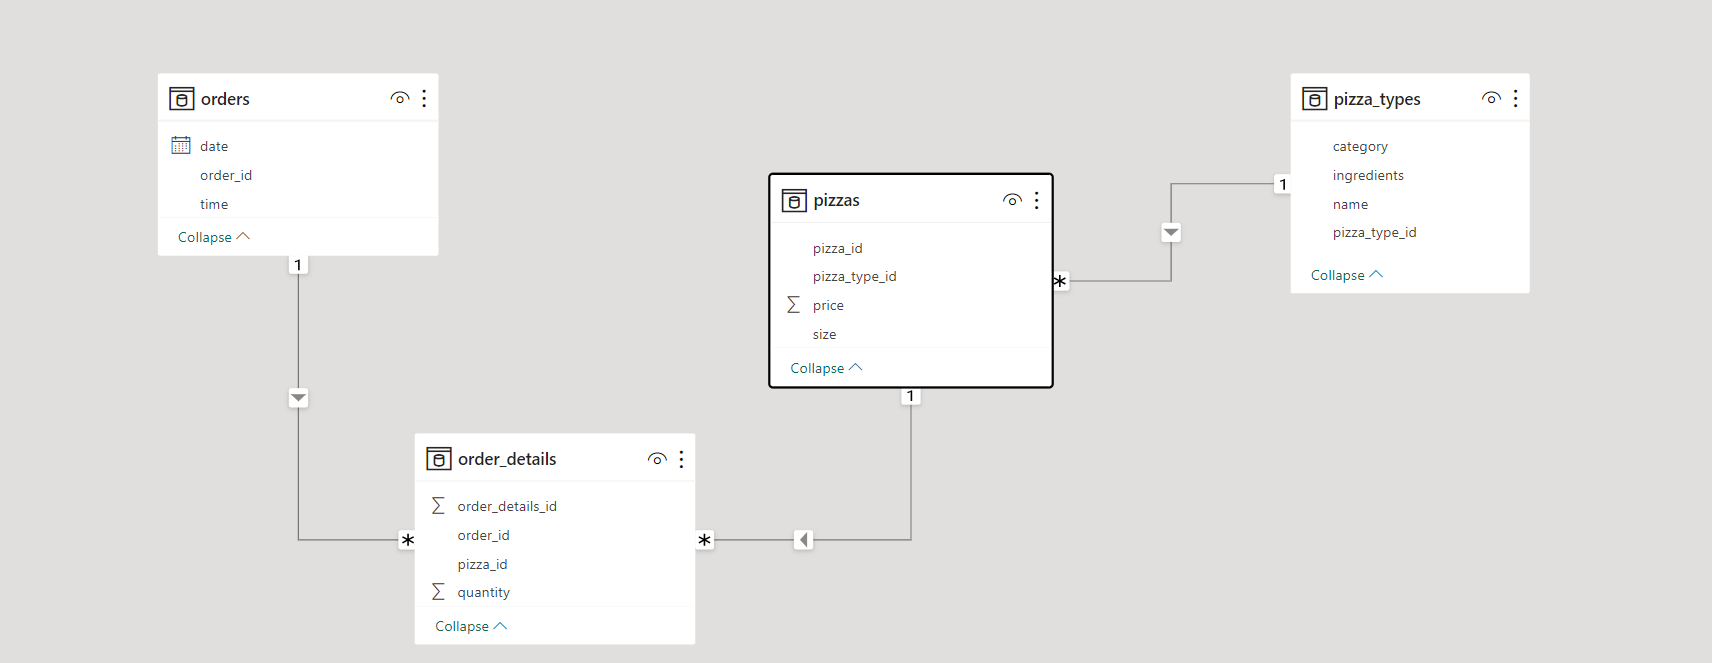 orders
date
order_id
time
Collapse
1
pizzas
pizza_id
pizza_type_id
price
size
Collapse
1
*
pizza_types
category
ingredients
name
pizza_type_id
Collapse
1
order_details
order_details_id
order_id
pizza_id
quantity
Collapse
*
*